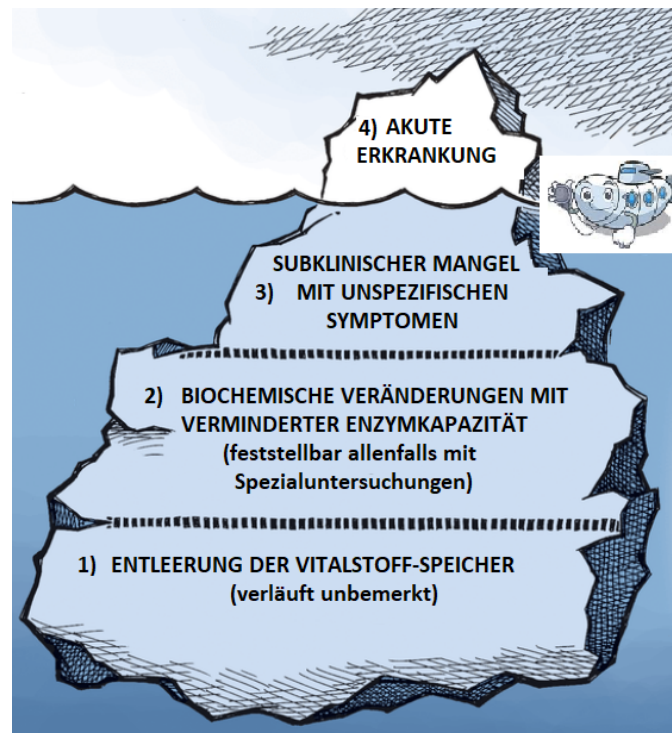 4) AKUTE
ERKRANKUNG
SUBKLINISCHER MANGEL
3) MIT UNSPEZIFISCHEN
SYMPTOMEN
2) BIOCHEMISCHE VERÄNDERUNGEN MIT
VERMINDERTER ENZYMKAPAZITÄT
(feststellbar allenfalls mit
Spezialuntersuchungen)
1) ENTLEERUNG DER VITALSTOFF-SPEICHER
(verläuft unbemerkt)